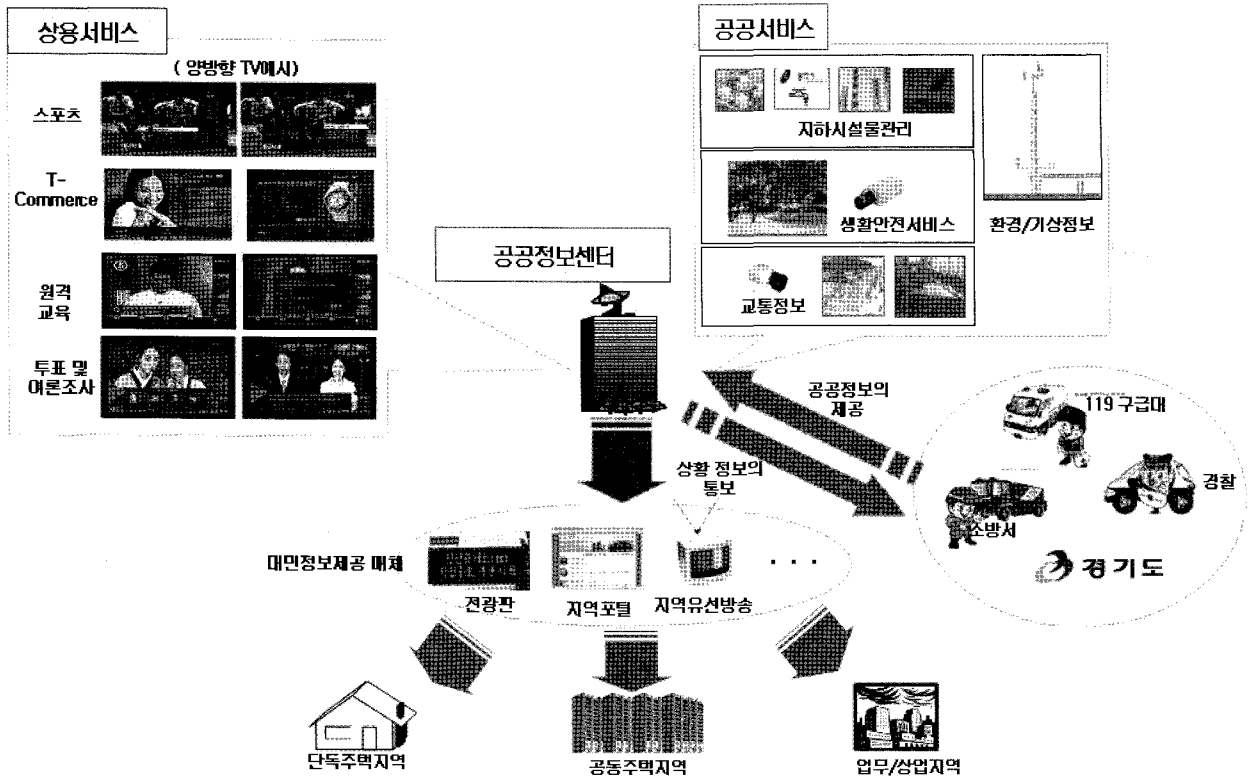 상용서비스
( 양방향 TV예시)
스포츠
T-
Commerce
원격
교육
투표 및
여론조사
공공서비스
지하시설물관리
생활안전서비스
환경/기상정보
교통정보
공공정보센터
공공정보의
제공
상황 정보의
통보
119 구급대
경찰
소방서
경기도
대민정보제공 매체
전광판
지역포털
지역유선방송
. . .
단독주택지역
공동주택지역
업무/상업지역